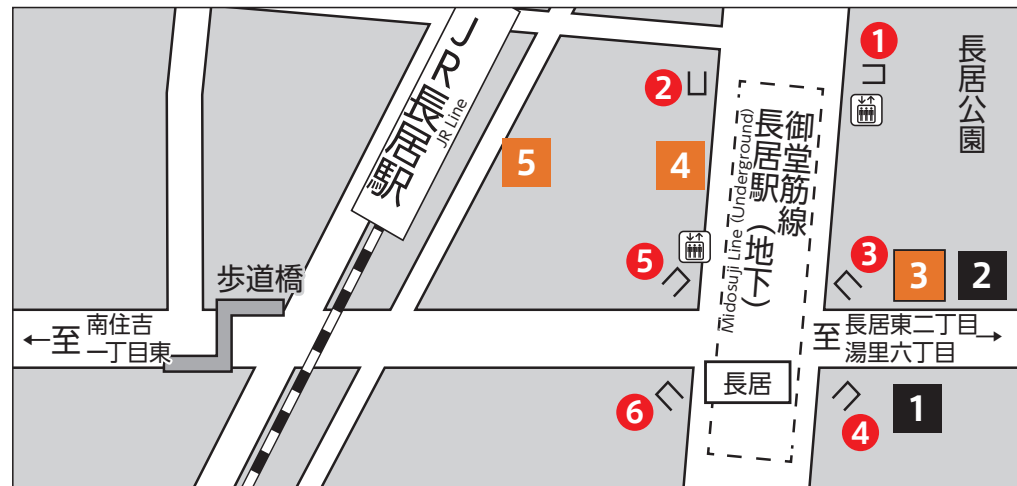 JR長居駅
JR Line
1
2
長居公園
御堂筋線
長居駅(地下)
Midosuji Line (Underground)
5
4
5
3
3
2
歩道橋
←至 南住吉
一丁目東
至 長居東二丁目→
湯里六丁目
長居
6
4
1